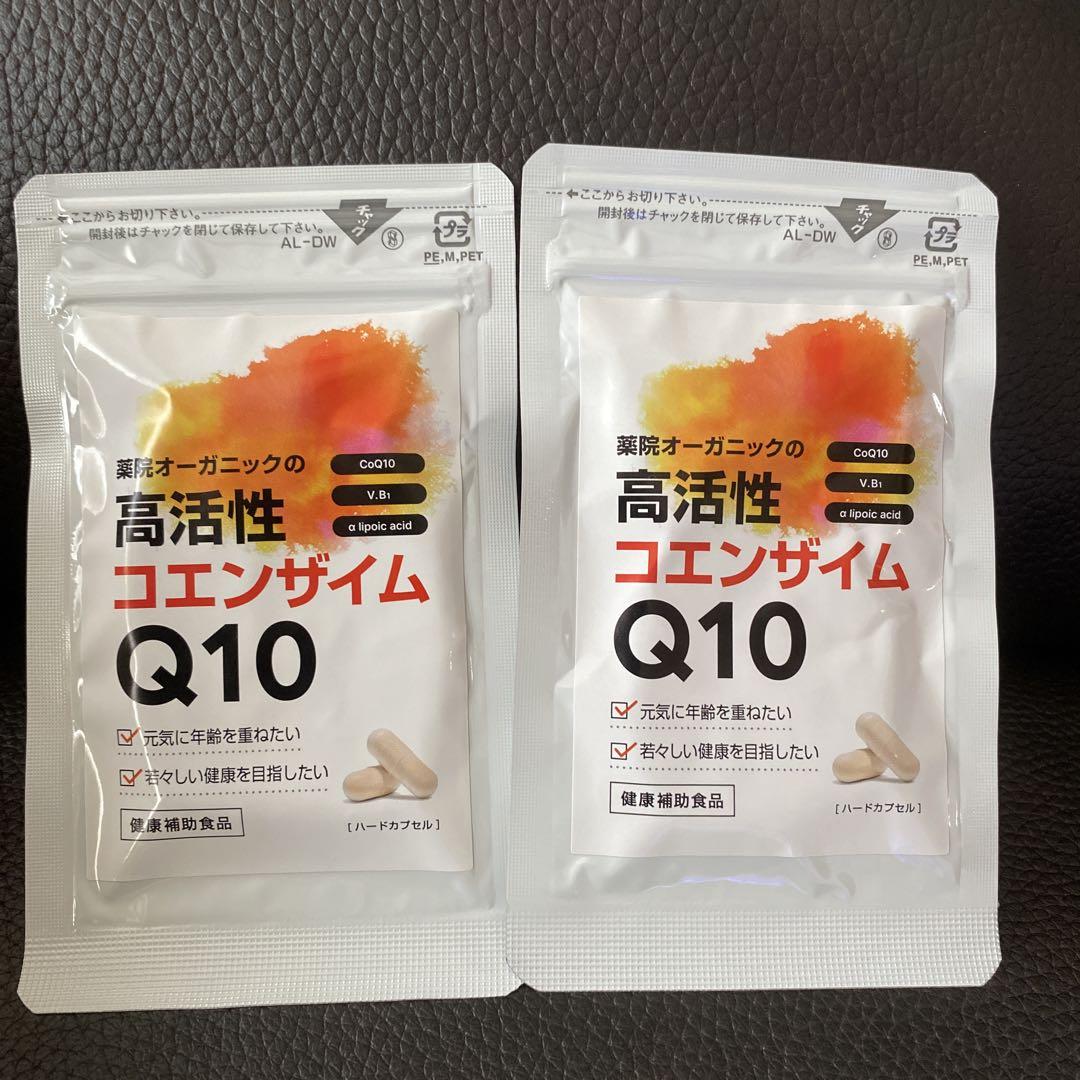 ←ここからお切り下さい。
開封後はチャックを閉じて保存して下さい。
AL-DW
チャック
プラ
PE,M,PET
薬院オーガニックの
高活性
コエンザイム
Q10
CoQ10
V.B₁
α lipoic acid
元気に年齢を重ねたい
若々しい健康を目指したい
健康補助食品
[ハードカプセル]
←ここからお切り下さい。
開封後はチャックを閉じて保存して下さい。
AL-DW
チャック
プラ
PE,M,PET
薬院オーガニックの
高活性
コエンザイム
Q10
CoQ10
V.B₁
α lipoic acid
元気に年齢を重ねたい
若々しい健康を目指したい
健康補助食品
[ハードカプセル]